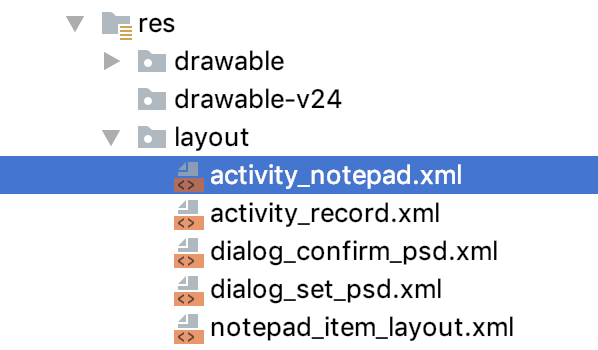 res
drawable
drawable-v24
layout
activity_notepad.xml
activity_record.xml
dialog_confirm_psd.xml
dialog_set_psd.xml
notepad_item_layout.xml